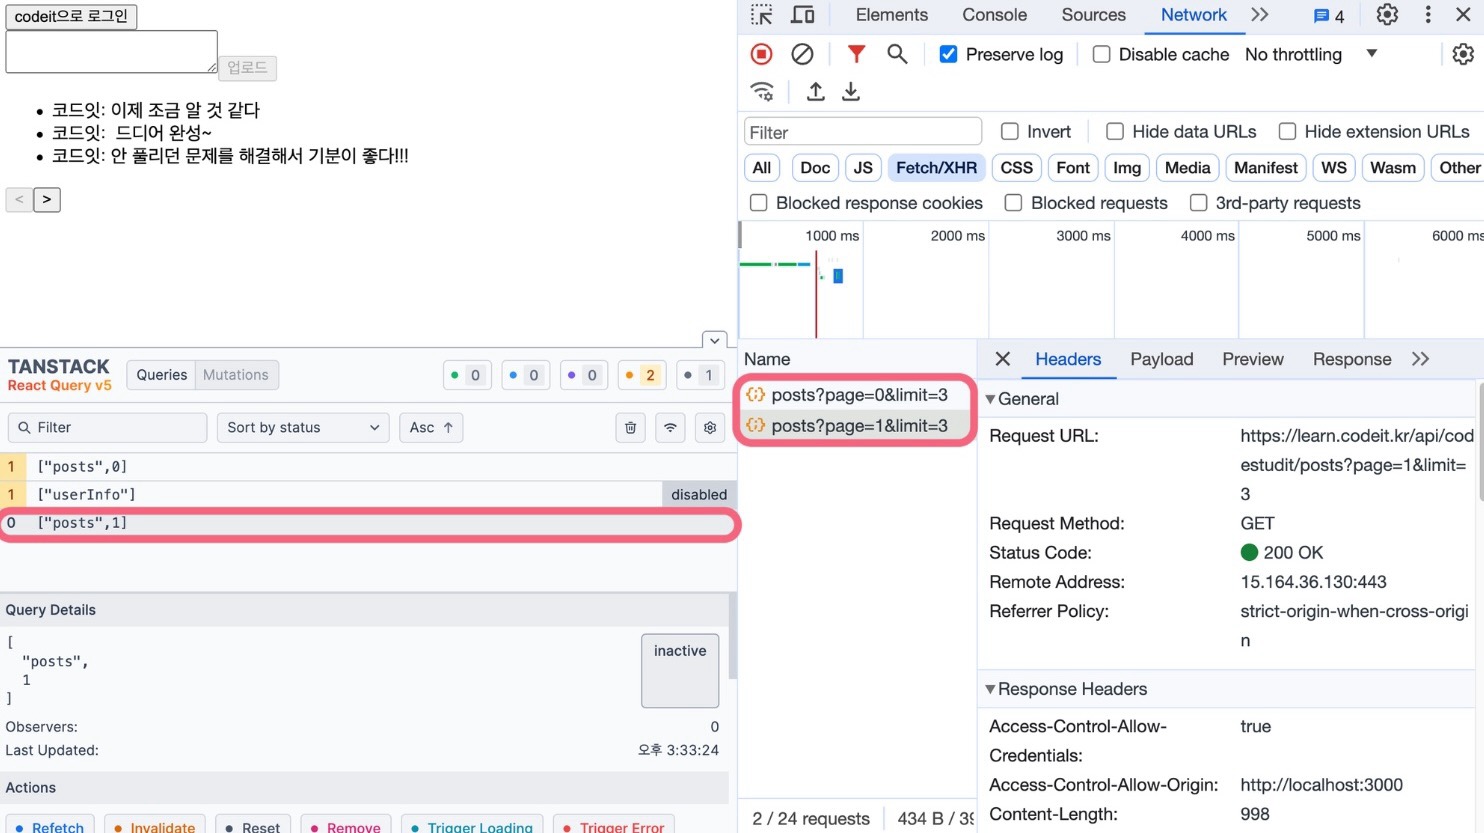 codeit으로 로그인
업로드
코드잇: 이제 조금 알 것 같다
코드잇:  드디어 완성~
코드잇: 안 풀리던 문제를 해결해서 기분이 좋다!!!
< >
TANSTACK
React Query v5
Queries Mutations
0 0 0 2 1
Filter Sort by status Asc ↑
1 ["posts",0]
1 ["userInfo"] disabled
0 ["posts",1]
Query Details
[
"posts",
1
]
inactive
Observers: 0
Last Updated: 오후 3:33:24
Actions
Refetch Invalidate Reset Remove Trigger Loading Trigger Error
Elements Console Sources Network 4
Preserve log Disable cache No throttling
Filter Invert Hide data URLs Hide extension URLs
All Doc JS Fetch/XHR CSS Font Img Media Manifest WS Wasm Other
Blocked response cookies Blocked requests 3rd-party requests
1000 ms 2000 ms 3000 ms 4000 ms 5000 ms 6000 ms
Name
posts?page=0&limit=3
posts?page=1&limit=3
2 / 24 requests 434 B / 39
Headers Payload Preview Response
General
Request URL: https://learn.codeit.kr/api/cod
estudit/posts?page=1&limit=
3
Request Method: GET
Status Code: 200 OK
Remote Address: 15.164.36.130:443
Referrer Policy: strict-origin-when-cross-origi
n
Response Headers
Access-Control-Allow- true
Credentials:
Access-Control-Allow-Origin: http://localhost:3000
Content-Length: 998